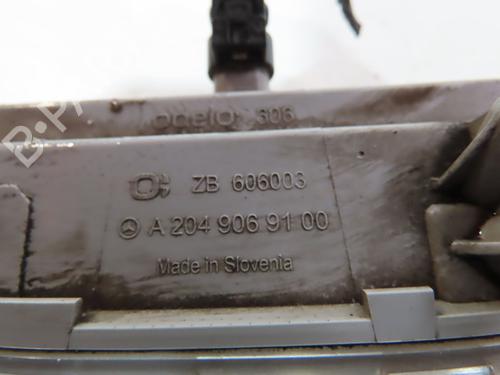 odelo 306
ZB 606003
A 204 906 91 00
Made in Slovenia